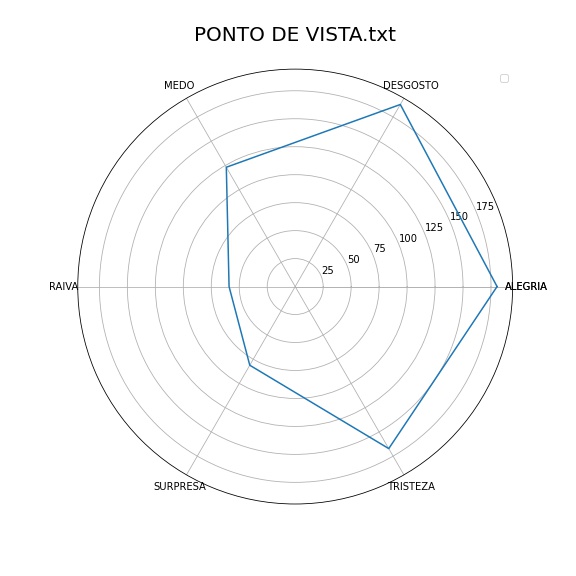 PONTO DE VISTA.txt
MEDO
DESGOSTO
175
150
125
100
75
50
25
RAIVA
ALEGRIA
SURPRESA
TRISTEZA